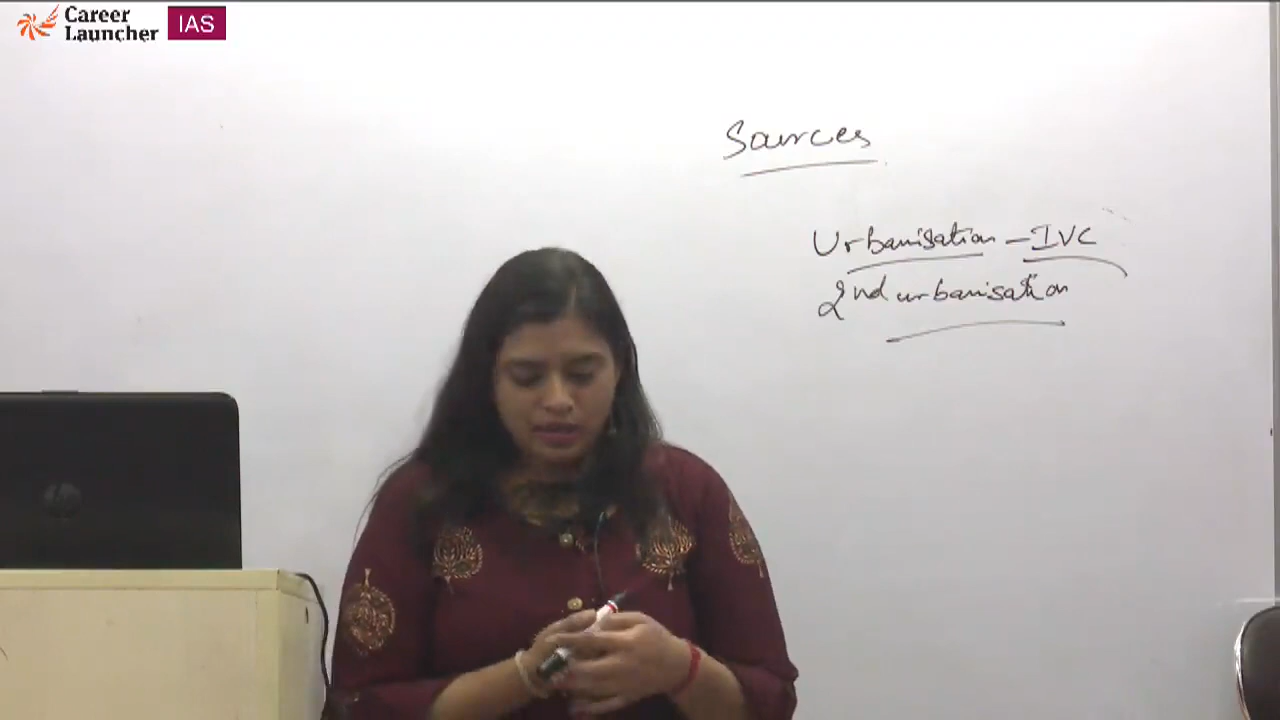 Career
Launcher
IAS
Sources
Urbanisation - IVC
2nd urbanisation